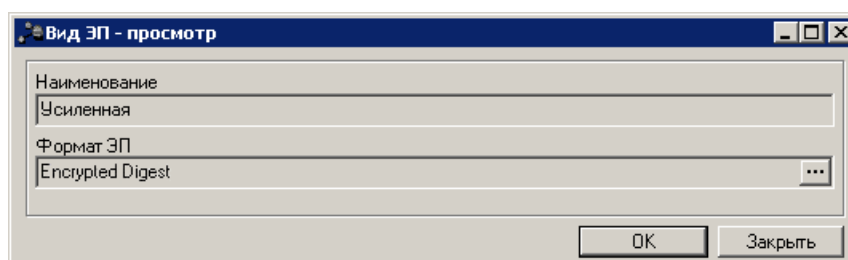 Вид ЭП - просмотр
Наименование
Усиленная
Формат ЭП
Encrypted Digest
...
OK
Закрыть